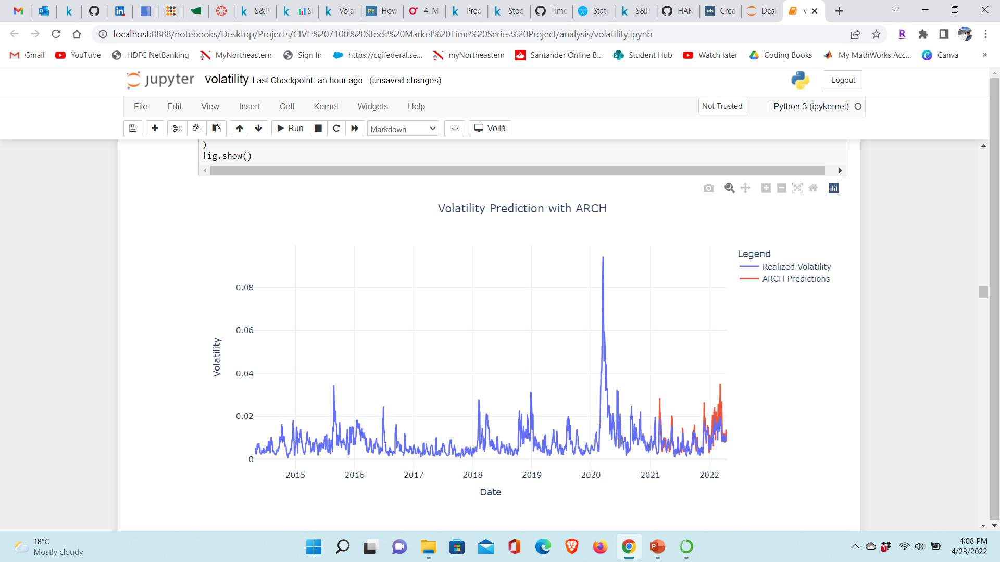 S&P
St
Vola
PY
How
4. M
Pred
Stoc
Time
Stati
S&P
HAR
tds
Crea
Desk
v
localhost:8888/notebooks/Desktop/Projects/CIVE%207100%20Stock%20Market%20Time%20Series%20Project/analysis/volatility.ipynb
R
Gmail
YouTube
HDFC NetBanking
MyNortheastern
Sign In
https://cgifederal.se...
myNortheastern
Santander Online B...
Student Hub
Watch later
Coding Books
My MathWorks Acc...
Canva
»
jupyter volatility Last Checkpoint: an hour ago (unsaved changes)
Logout
File Edit View Insert Cell Kernel Widgets Help
Not Trusted
Python 3 (ipykernel)
Run
Markdown
Voilà
)
fig.show()
Volatility Prediction with ARCH
Legend
Realized Volatility
ARCH Predictions
0.08
0.06
0.04
0.02
0
Volatility
2015 2016 2017 2018 2019 2020 2021 2022
Date
18°C
Mostly cloudy
3
4:08 PM
4/23/2022